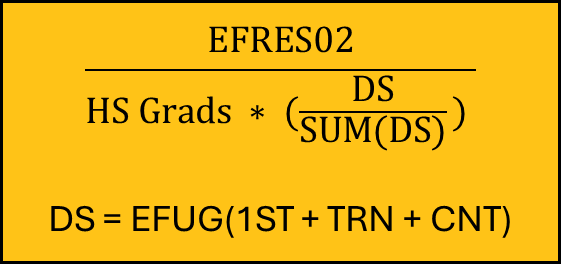 EFRES02
HS Grads * (DS/SUM(DS))
DS = EFUG(1ST + TRN + CNT)